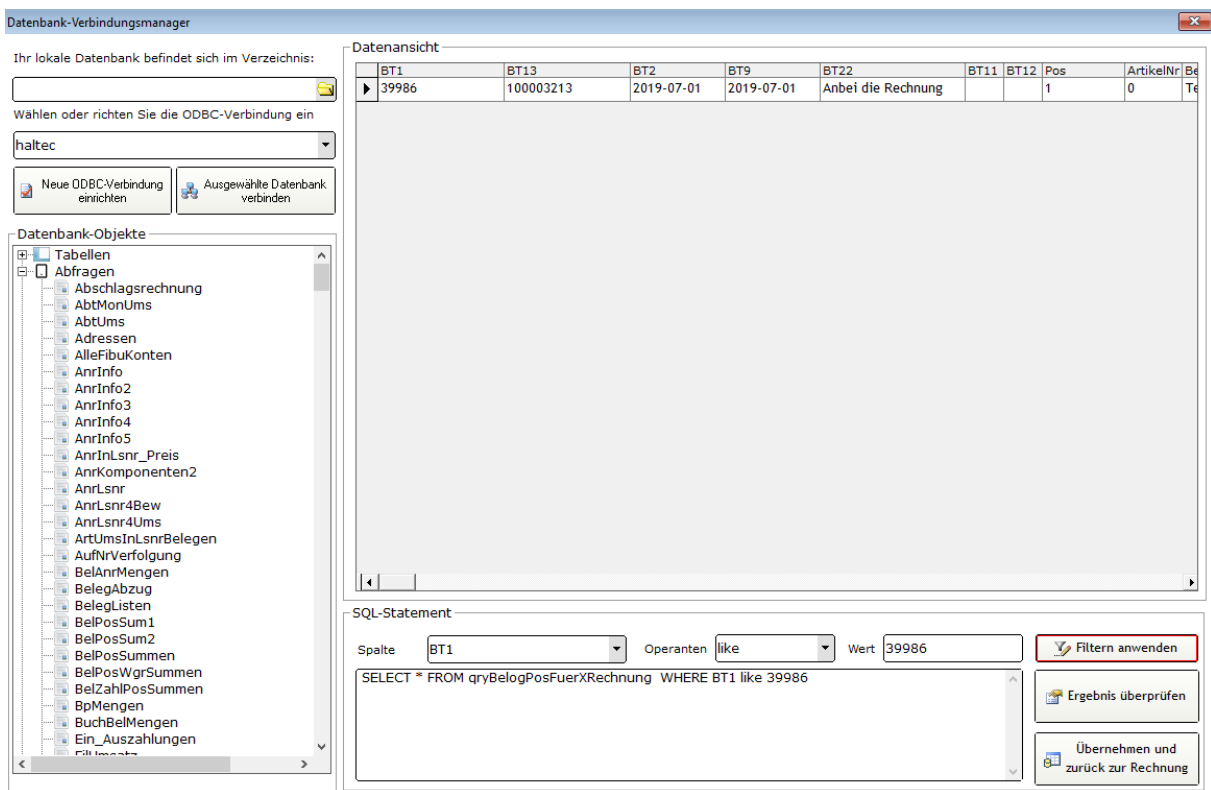 Datenbank-Verbindungsmanager
Ihr lokale Datenbank befindet sich im Verzeichnis:
Wählen oder richten Sie die ODBC-Verbindung ein
haltec
Neue ODBC-Verbindung
einrichten
Ausgewählte Datenbank
verbinden
Datenbank-Objekte
Tabellen
Abfragen
Abschlagsrechnung
AbtMonUms
AbtUms
Adressen
AlleFibuKonten
AnrInfo
AnrInfo2
AnrInfo3
AnrInfo4
AnrInfo5
AnrInLsnr_Preis
AnrKomponenten2
AnrLsnr
AnrLsnr4Bew
AnrLsnr4Ums
ArtUmsInLsnrBelegen
AufNrVerfolgung
BelAnrMengen
BelegAbzug
BelegListen
BelPosSum1
BelPosSum2
BelPosSummen
BelPosWgrSummen
BelZahlPosSummen
BpMengen
BuchBelMengen
Ein_Auszahlungen
Datenansicht
BT1 BT13 BT2 BT9 BT22 BT11 BT12 Pos ArtikelNr Be
39986 100003213 2019-07-01 2019-07-01 Anbei die Rechnung 1 0 Te
SQL-Statement
Spalte BT1 Operanten like Wert 39986 Filtern anwenden
SELECT * FROM qryBelogPosFuerXRechnung WHERE BT1 like 39986
Ergebnis überprüfen
Übernehmen und
zurück zur Rechnung